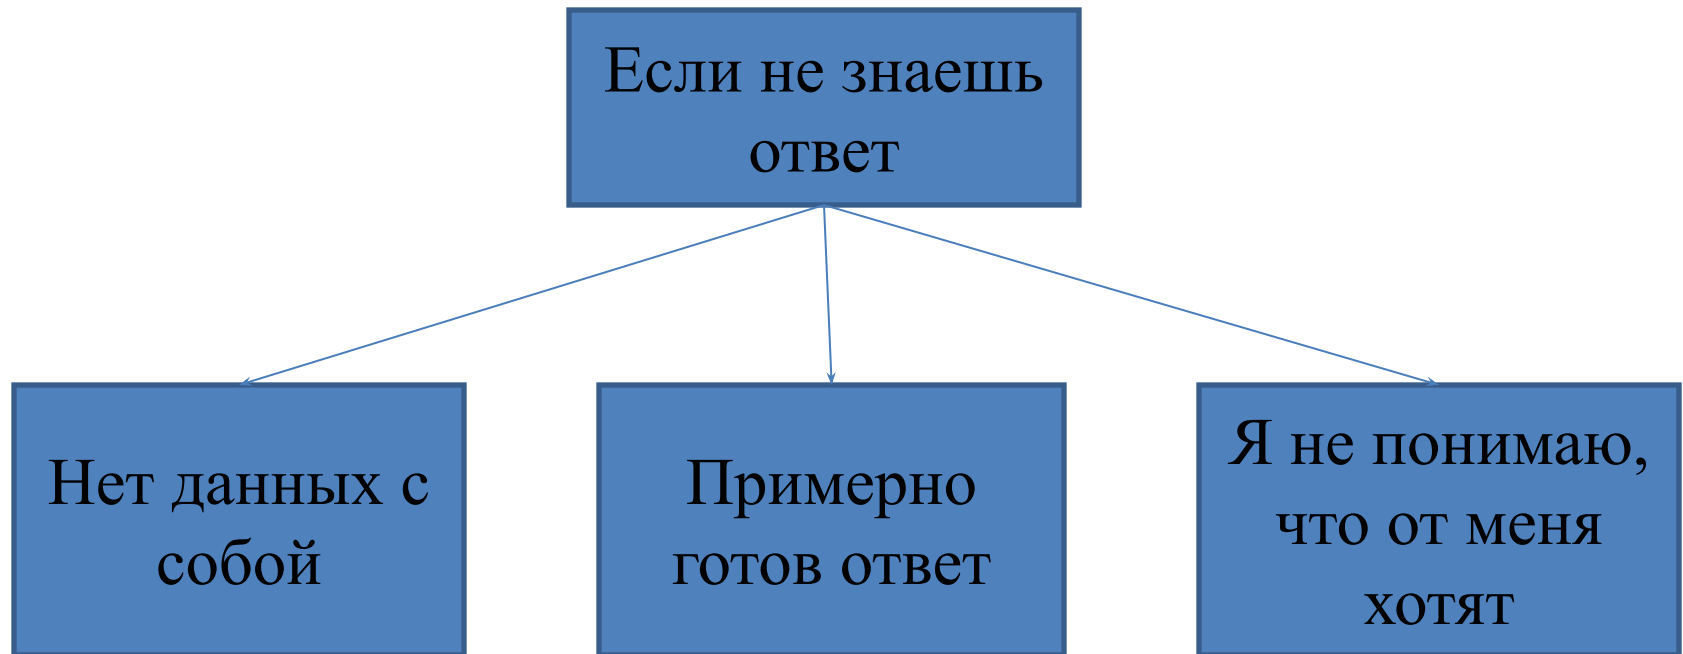 Если не знаешь
ответ
Нет данных с
собой
Примерно
готов ответ
Я не понимаю,
что от меня
хотят